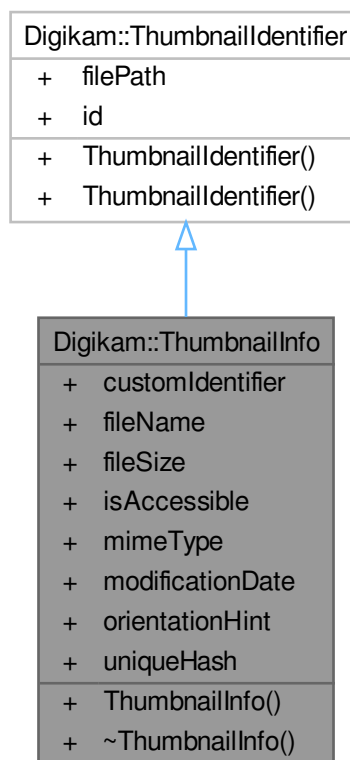 Digikam::ThumbnailIdentifier
+ filePath
+ id
+ ThumbnailIdentifier()
+ ThumbnailIdentifier()
Digikam::ThumbnailInfo
+ customIdentifier
+ fileName
+ fileSize
+ isAccessible
+ mimeType
+ modificationDate
+ orientationHint
+ uniqueHash
+ ThumbnailInfo()
+ ~ThumbnailInfo()